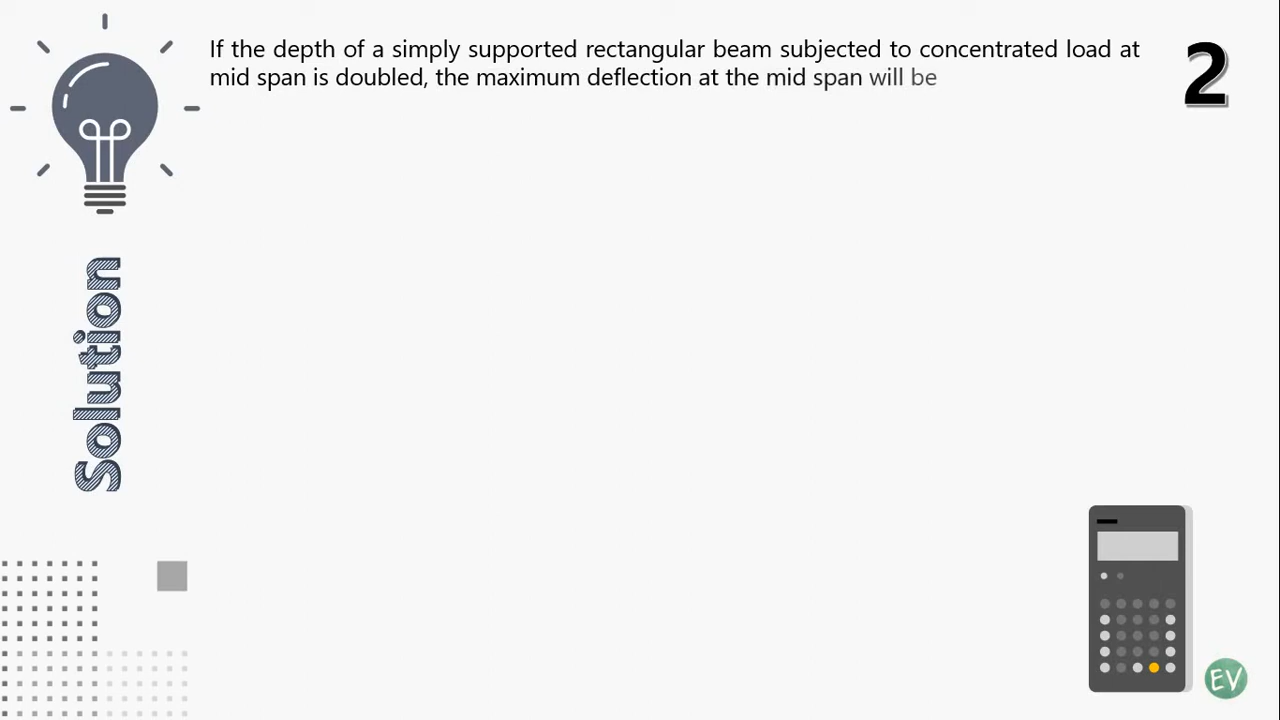 If the depth of a simply supported rectangular beam subjected to concentrated load at
mid span is doubled, the maximum deflection at the mid span will be
2
Solution
EV